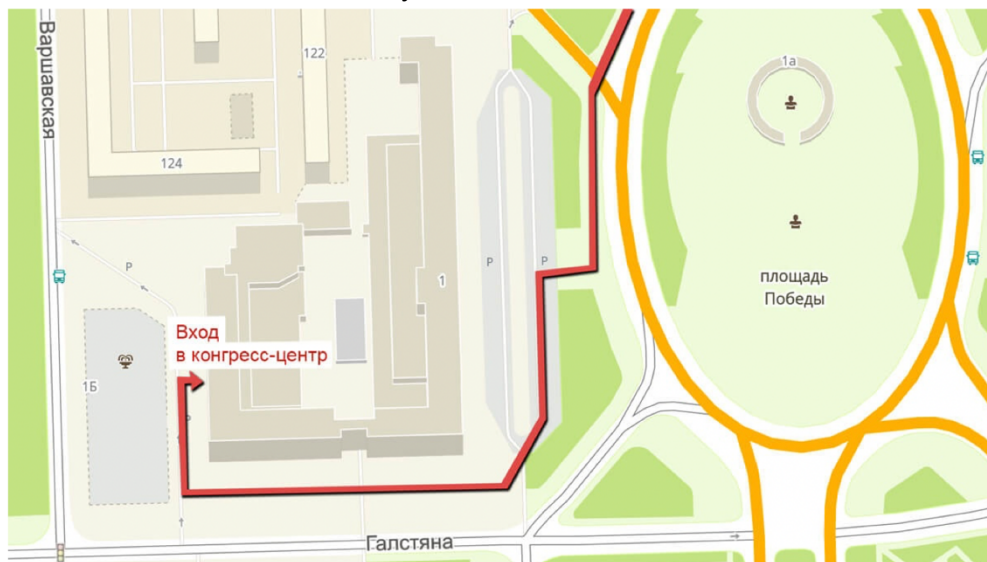 Варшавская
122
1а
124
Р
1
Р
Р
площадь
Победы
Вход
в конгресс-центр
1Б
Галстяна